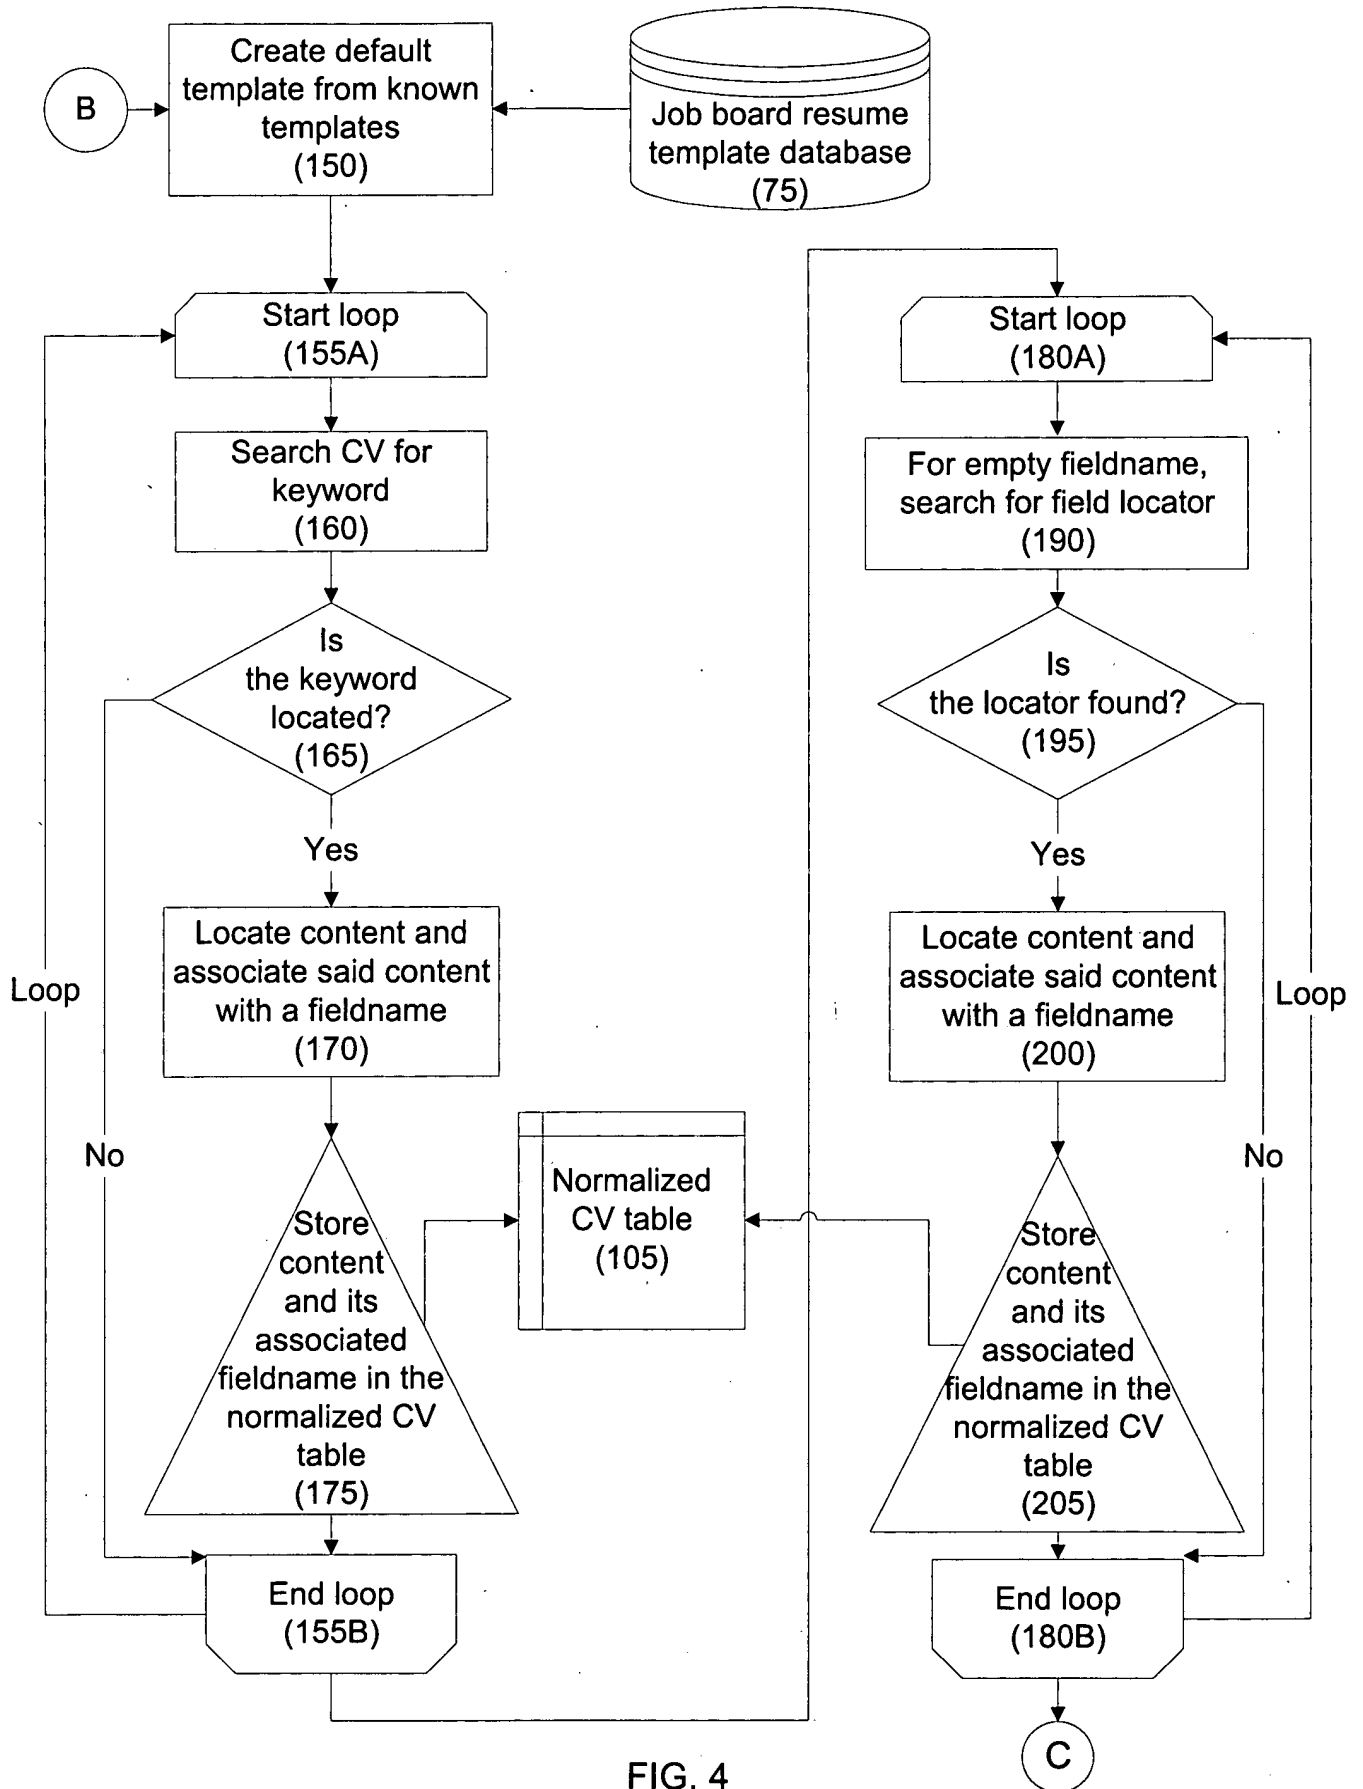 B
Create default
template from known
templates
(150)
Job board resume
template database
(75)
Start loop
(155A)
Search CV for
keyword
(160)
Is
the keyword
located?
(165)
Yes
Locate content and
associate said content
with a fieldname
(170)
Loop
No
Store
content
and its
associated
fieldname in the
normalized CV
table
(175)
End loop
(155B)
Normalized
CV table
(105)
Start loop
(180A)
For empty fieldname,
search for field locator
(190)
Is
the locator found?
(195)
Yes
Locate content and
associate said content
with a fieldname
(200)
Loop
No
Store
content
and its
associated
fieldname in the
normalized CV
table
(205)
End loop
(180B)
C
FIG. 4